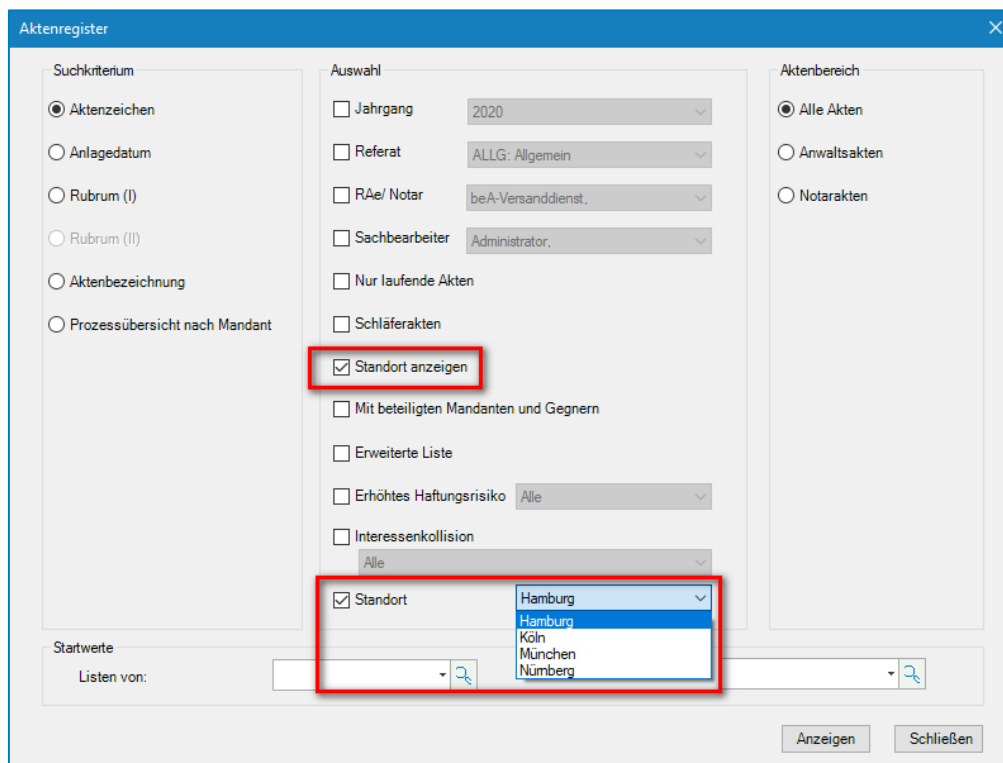 Aktenregister
Suchkriterium
Aktenzeichen
Anlagedatum
Rubrum (I)
Rubrum (II)
Aktenbezeichnung
Prozessübersicht nach Mandant
Auswahl
Jahrgang 2020
Referat ALLG: Allgemein
RAe/ Notar beA-Versanddienst,
Sachbearbeiter Administrator,
Nur laufende Akten
Schläferakten
Standort anzeigen
Mit beteiligten Mandanten und Gegnern
Erweiterte Liste
Erhöhtes Haftungsrisiko Alle
Interessenkollision
Alle
Standort Hamburg
Hamburg
Köln
München
Nürnberg
Aktenbereich
Alle Akten
Anwaltsakten
Notarakten
Startwerte
Listen von:
Anzeigen Schließen